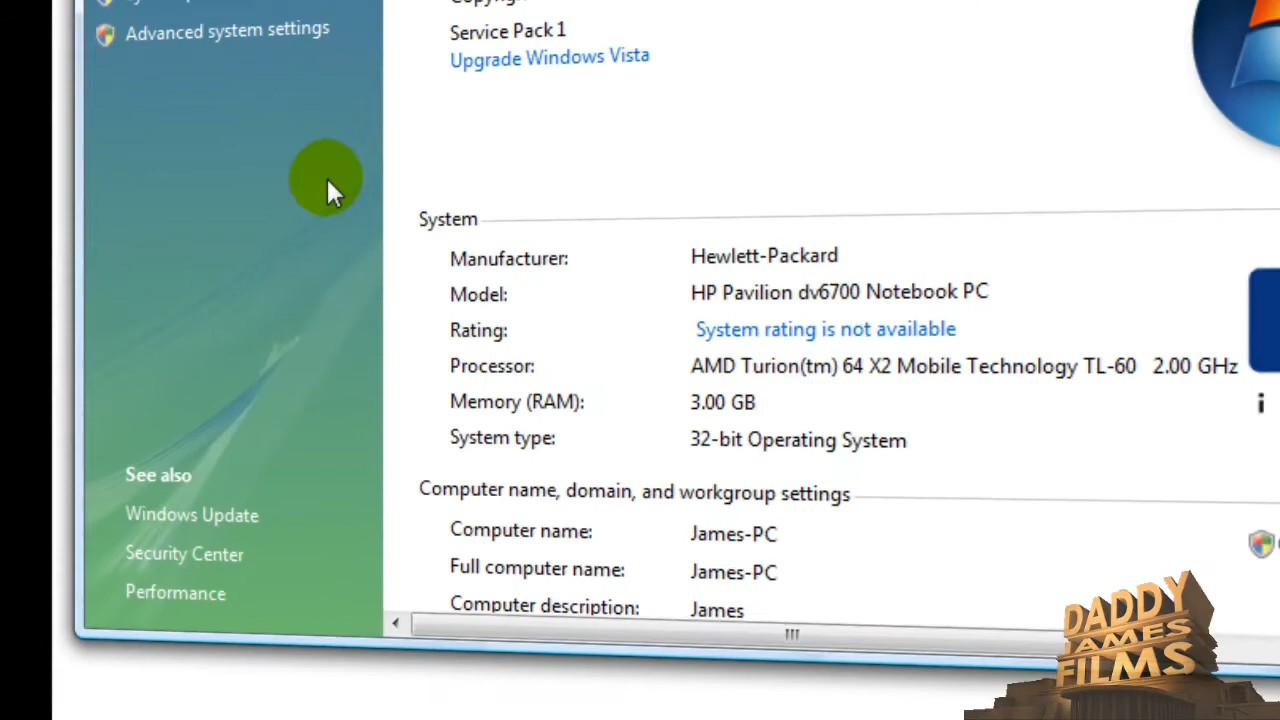 Advanced system settings
Service Pack 1
Upgrade Windows Vista
System
Manufacturer: Hewlett-Packard
Model: HP Pavilion dv6700 Notebook PC
Rating: System rating is not available
Processor: AMD Turion(tm) 64 X2 Mobile Technology TL-60 2.00 GHz
Memory (RAM): 3.00 GB
System type: 32-bit Operating System
Computer name, domain, and workgroup settings
Computer name: James-PC
Full computer name: James-PC
Computer description: James
See also
Windows Update
Security Center
Performance
DADDY
JAMES
FILMS